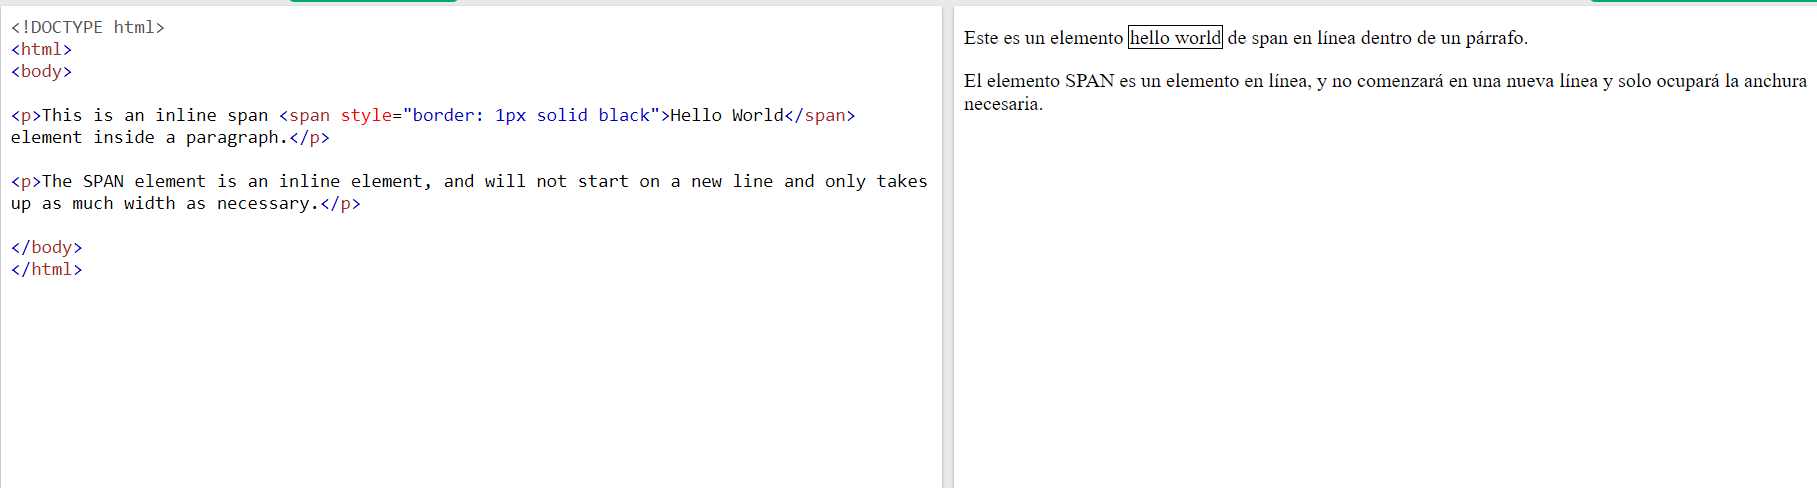 <!DOCTYPE html>
<html>
<body>
<p>This is an inline span <span style="border: 1px solid black">Hello World</span>
element inside a paragraph.</p>
<p>The SPAN element is an inline element, and will not start on a new line and only takes
up as much width as necessary.</p>
</body>
</html>
Este es un elemento hello world de span en línea dentro de un párrafo.
El elemento SPAN es un elemento en línea, y no comenzará en una nueva línea y solo ocupará la anchura
necesaria.